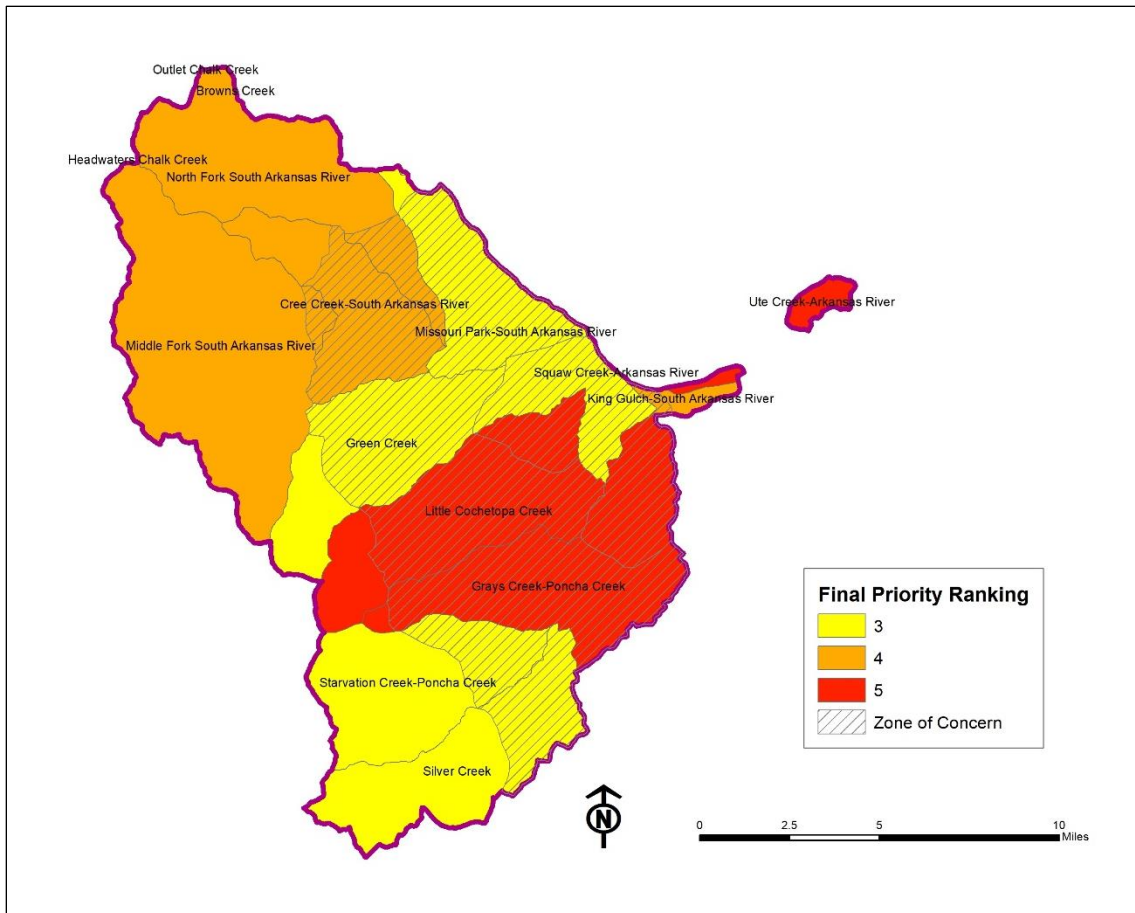 Outlet Chalk Creek
Browns Creek
Headwaters Chalk Creek
North Fork South Arkansas River
Ute Creek-Arkansas River
Cree Creek-South Arkansas River
Missouri Park-South Arkansas River
Middle Fork South Arkansas River
Squaw Creek-Arkansas River
King Gulch-South Arkansas River
Green Creek
Little Cochetopa Creek
Grays Creek-Poncha Creek
Starvation Creek-Poncha Creek
Silver Creek
Final Priority Ranking
3
4
5
Zone of Concern
N
0 2.5 5 10
Miles